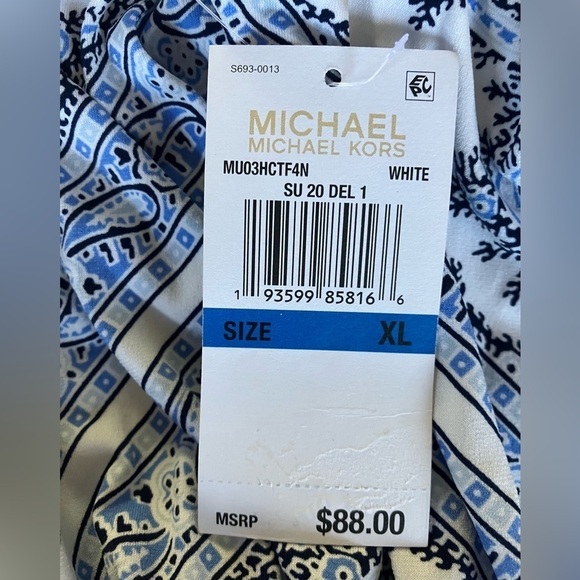 S693-0013
EPC
MICHAEL
MICHAEL KORS
MU03HCTF4N WHITE
SU 20 DEL 1
1 93599 85816 6
SIZE XL
MSRP $88.00